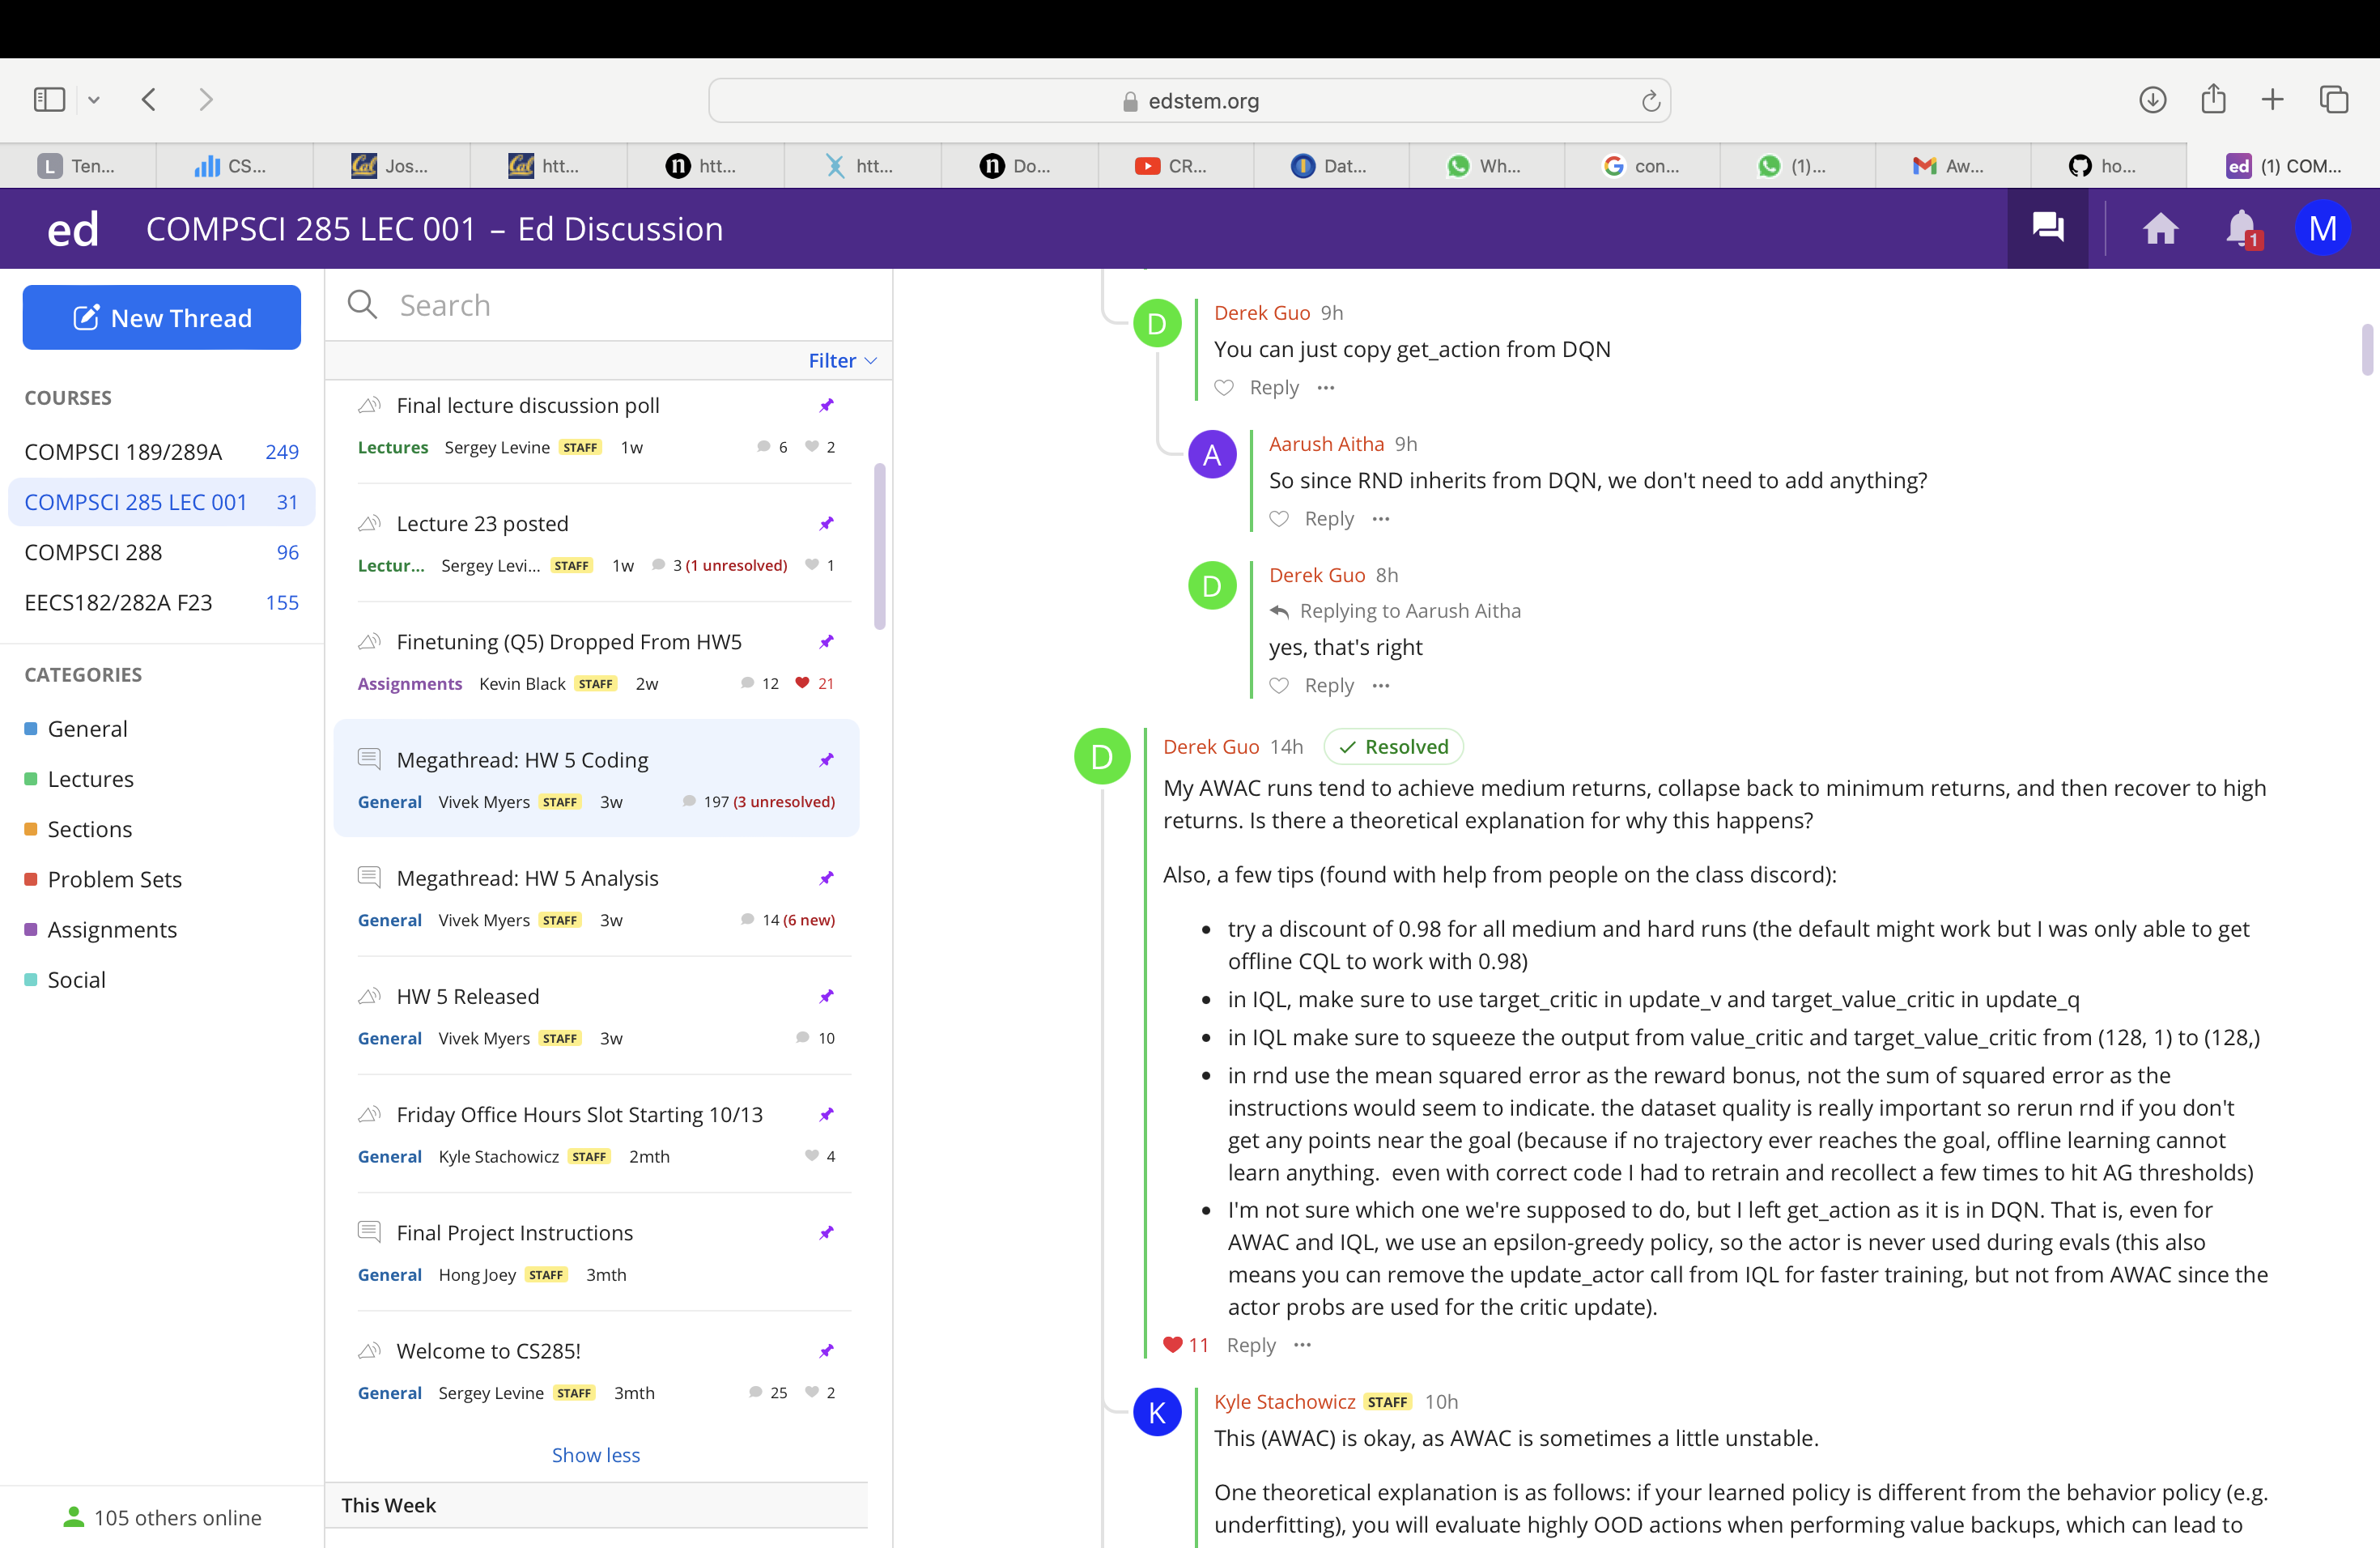 edstem.org
L Ten...
CS...
Cal Jos...
Cal htt...
n htt...
htt...
n Do...
CR...
Dat...
Wh...
con...
(1)...
Aw...
ho...
ed (1) COM...
ed COMPSCI 285 LEC 001 – Ed Discussion
1
M
New Thread
COURSES
COMPSCI 189/289A 249
COMPSCI 285 LEC 001 31
COMPSCI 288 96
EECS182/282A F23 155
CATEGORIES
General
Lectures
Sections
Problem Sets
Assignments
Social
105 others online
Search
Filter
Final lecture discussion poll
Lectures Sergey Levine STAFF 1w 6 2
Lecture 23 posted
Lectur... Sergey Levi... STAFF 1w 3 (1 unresolved) 1
Finetuning (Q5) Dropped From HW5
Assignments Kevin Black STAFF 2w 12 21
Megathread: HW 5 Coding
General Vivek Myers STAFF 3w 197 (3 unresolved)
Megathread: HW 5 Analysis
General Vivek Myers STAFF 3w 14 (6 new)
HW 5 Released
General Vivek Myers STAFF 3w 10
Friday Office Hours Slot Starting 10/13
General Kyle Stachowicz STAFF 2mth 4
Final Project Instructions
General Hong Joey STAFF 3mth
Welcome to CS285!
General Sergey Levine STAFF 3mth 25 2
Show less
This Week
D Derek Guo 9h
You can just copy get_action from DQN
Reply ...
A Aarush Aitha 9h
So since RND inherits from DQN, we don't need to add anything?
Reply ...
D Derek Guo 8h
Replying to Aarush Aitha
yes, that's right
Reply ...
D Derek Guo 14h Resolved
My AWAC runs tend to achieve medium returns, collapse back to minimum returns, and then recover to high
returns. Is there a theoretical explanation for why this happens?
Also, a few tips (found with help from people on the class discord):
• try a discount of 0.98 for all medium and hard runs (the default might work but I was only able to get
offline CQL to work with 0.98)
• in IQL, make sure to use target_critic in update_v and target_value_critic in update_q
• in IQL make sure to squeeze the output from value_critic and target_value_critic from (128, 1) to (128,)
• in rnd use the mean squared error as the reward bonus, not the sum of squared error as the
instructions would seem to indicate. the dataset quality is really important so rerun rnd if you don't
get any points near the goal (because if no trajectory ever reaches the goal, offline learning cannot
learn anything. even with correct code I had to retrain and recollect a few times to hit AG thresholds)
• I'm not sure which one we're supposed to do, but I left get_action as it is in DQN. That is, even for
AWAC and IQL, we use an epsilon-greedy policy, so the actor is never used during evals (this also
means you can remove the update_actor call from IQL for faster training, but not from AWAC since the
actor probs are used for the critic update).
11 Reply ...
K Kyle Stachowicz STAFF 10h
This (AWAC) is okay, as AWAC is sometimes a little unstable.
One theoretical explanation is as follows: if your learned policy is different from the behavior policy (e.g.
underfitting), you will evaluate highly OOD actions when performing value backups, which can lead to